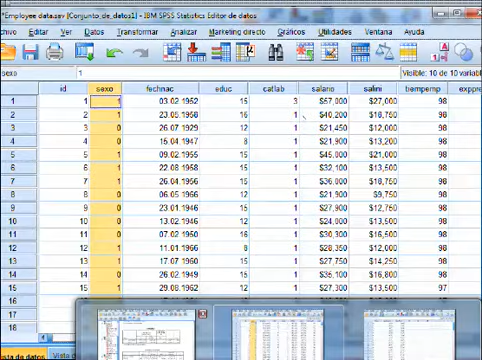 *Employee data.sav [Conjunto_de_datos1] - IBM SPSS Statistics Editor de datos
rchivo Editar Ver Datos Transformar Analizar Marketing directo Gráficos Utilidades Ventana Ayuda
sexo 1 Visible: 10 de 10 variabl
id sexo fechnac educ catlab salario salini tiempemp exppre
1 1 1 03.02.1952 15 3 $57,000 $27,000 98
2 2 1 23.05.1958 16 1 $40,200 $18,750 98
3 3 0 26.07.1929 12 1 $21,450 $12,000 98
4 4 0 15.04.1947 8 1 $21,900 $13,200 98
5 5 1 09.02.1955 15 1 $45,000 $21,000 98
6 6 1 22.08.1958 15 1 $32,100 $13,500 98
7 7 1 26.04.1956 15 1 $36,000 $18,750 98
8 8 0 06.05.1966 12 1 $21,900 $9,750 98
9 9 0 23.01.1946 15 1 $27,900 $12,750 98
10 10 0 13.02.1946 12 1 $24,000 $13,500 98
11 11 0 07.02.1950 16 1 $30,300 $16,500 98
12 12 1 11.01.1966 8 1 $28,350 $12,000 98
13 13 1 17.07.1960 15 1 $27,750 $14,250 98
14 14 0 26.02.1949 15 1 $35,100 $16,800 98
15 15 1 29.08.1962 12 1 $27,300 $13,500 97
16
17
18
sta de datos Vista de